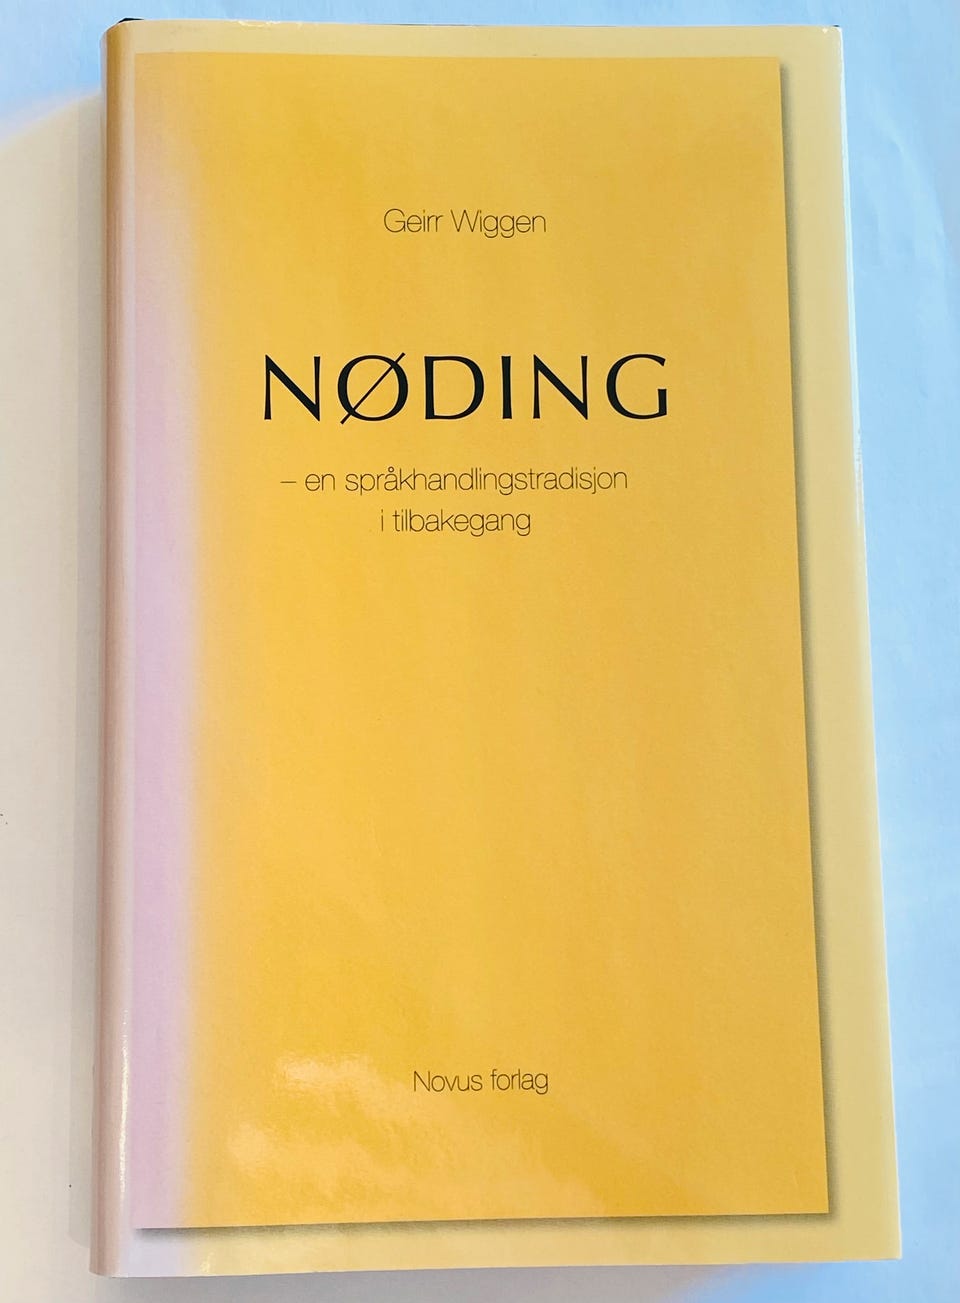 Geirr Wiggen
NØDING
– en språkhandlingstradisjon
i tilbakegang
Novus forlag